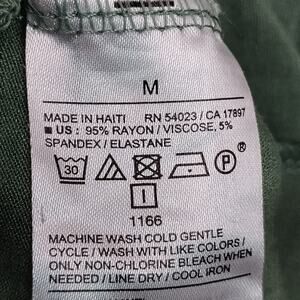 M
MADE IN HAITI RN 54023 / CA 17897
■ US : 95% RAYON / VISCOSE, 5%
SPANDEX / ELASTANE
30 P ®
I
1166
MACHINE WASH COLD GENTLE
CYCLE / WASH WITH LIKE COLORS /
ONLY NON-CHLORINE BLEACH WHEN
NEEDED / LINE DRY / COOL IRON